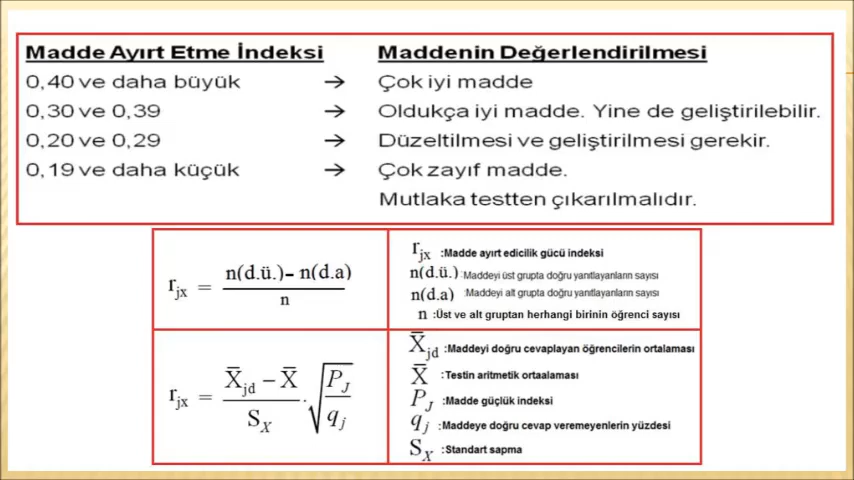 Madde Ayırt Etme İndeksi Maddenin Değerlendirilmesi
0,40 ve daha büyük → Çok iyi madde
0,30 ve 0,39 → Oldukça iyi madde. Yine de geliştirilebilir.
0,20 ve 0,29 → Düzeltilmesi ve geliştirilmesi gerekir.
0,19 ve daha küçük → Çok zayıf madde.
Mutlaka testten çıkarılmalıdır.
r_jx = (n(d.ü.) – n(d.a)) / n
r_jx :Madde ayırt edicilik gücü indeksi
n(d.ü.) :Maddeyi üst grupta doğru yanıtlayanların sayısı
n(d.a) :Maddeyi alt grupta doğru yanıtlayanların sayısı
n :Üst ve alt gruptan herhangi birinin öğrenci sayısı
r_jx = (X̅_jd – X̅) / S_X . √(P_J / q_j)
X̅_jd :Maddeyi doğru cevaplayan öğrencilerin ortalaması
X̅ :Testin aritmetik ortaalaması
P_J :Madde güçlük indeksi
q_j :Maddeye doğru cevap veremeyenlerin yüzdesi
S_X :Standart sapma